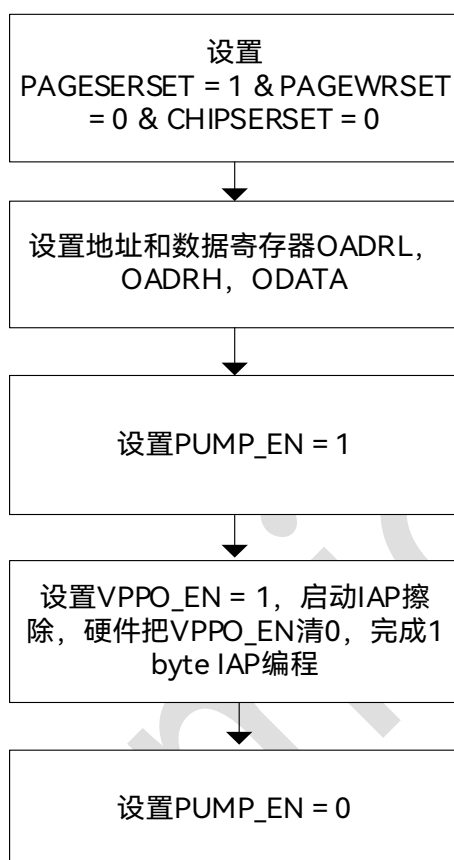 设置
PAGESERSET = 1 & PAGEWRSET
= 0 & CHIPSERSET = 0
设置地址和数据寄存器OADRL，
OADRH，ODATA
设置PUMP_EN = 1
设置VPPO_EN = 1，启动IAP擦
除，硬件把VPPO_EN清0，完成1
byte IAP编程
设置PUMP_EN = 0